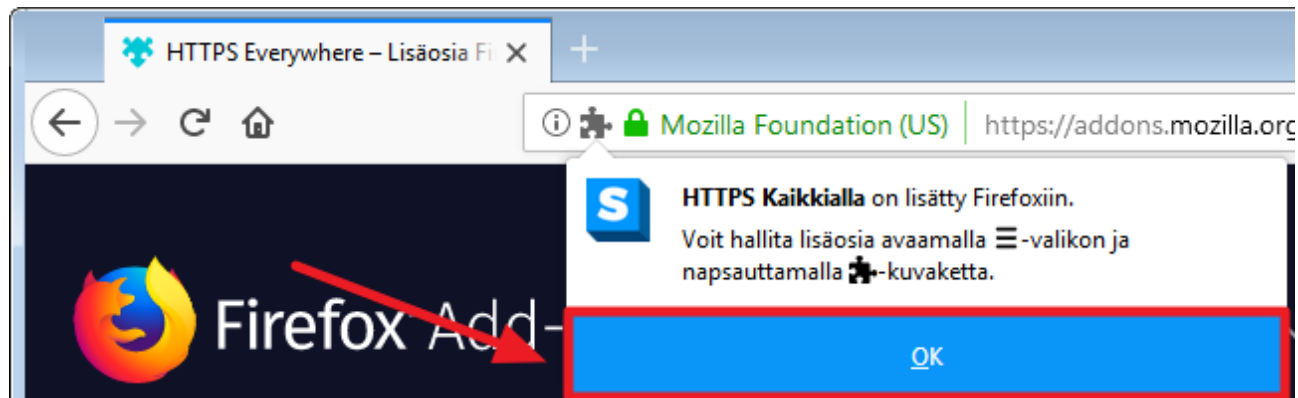 HTTPS Everywhere – Lisäosia Fi
Mozilla Foundation (US) https://addons.mozilla.org
HTTPS Kaikkialla on lisätty Firefoxiin.
Voit hallita lisäosia avaamalla ☰-valikon ja
napsauttamalla -kuvaketta.
Firefox Add-
OK